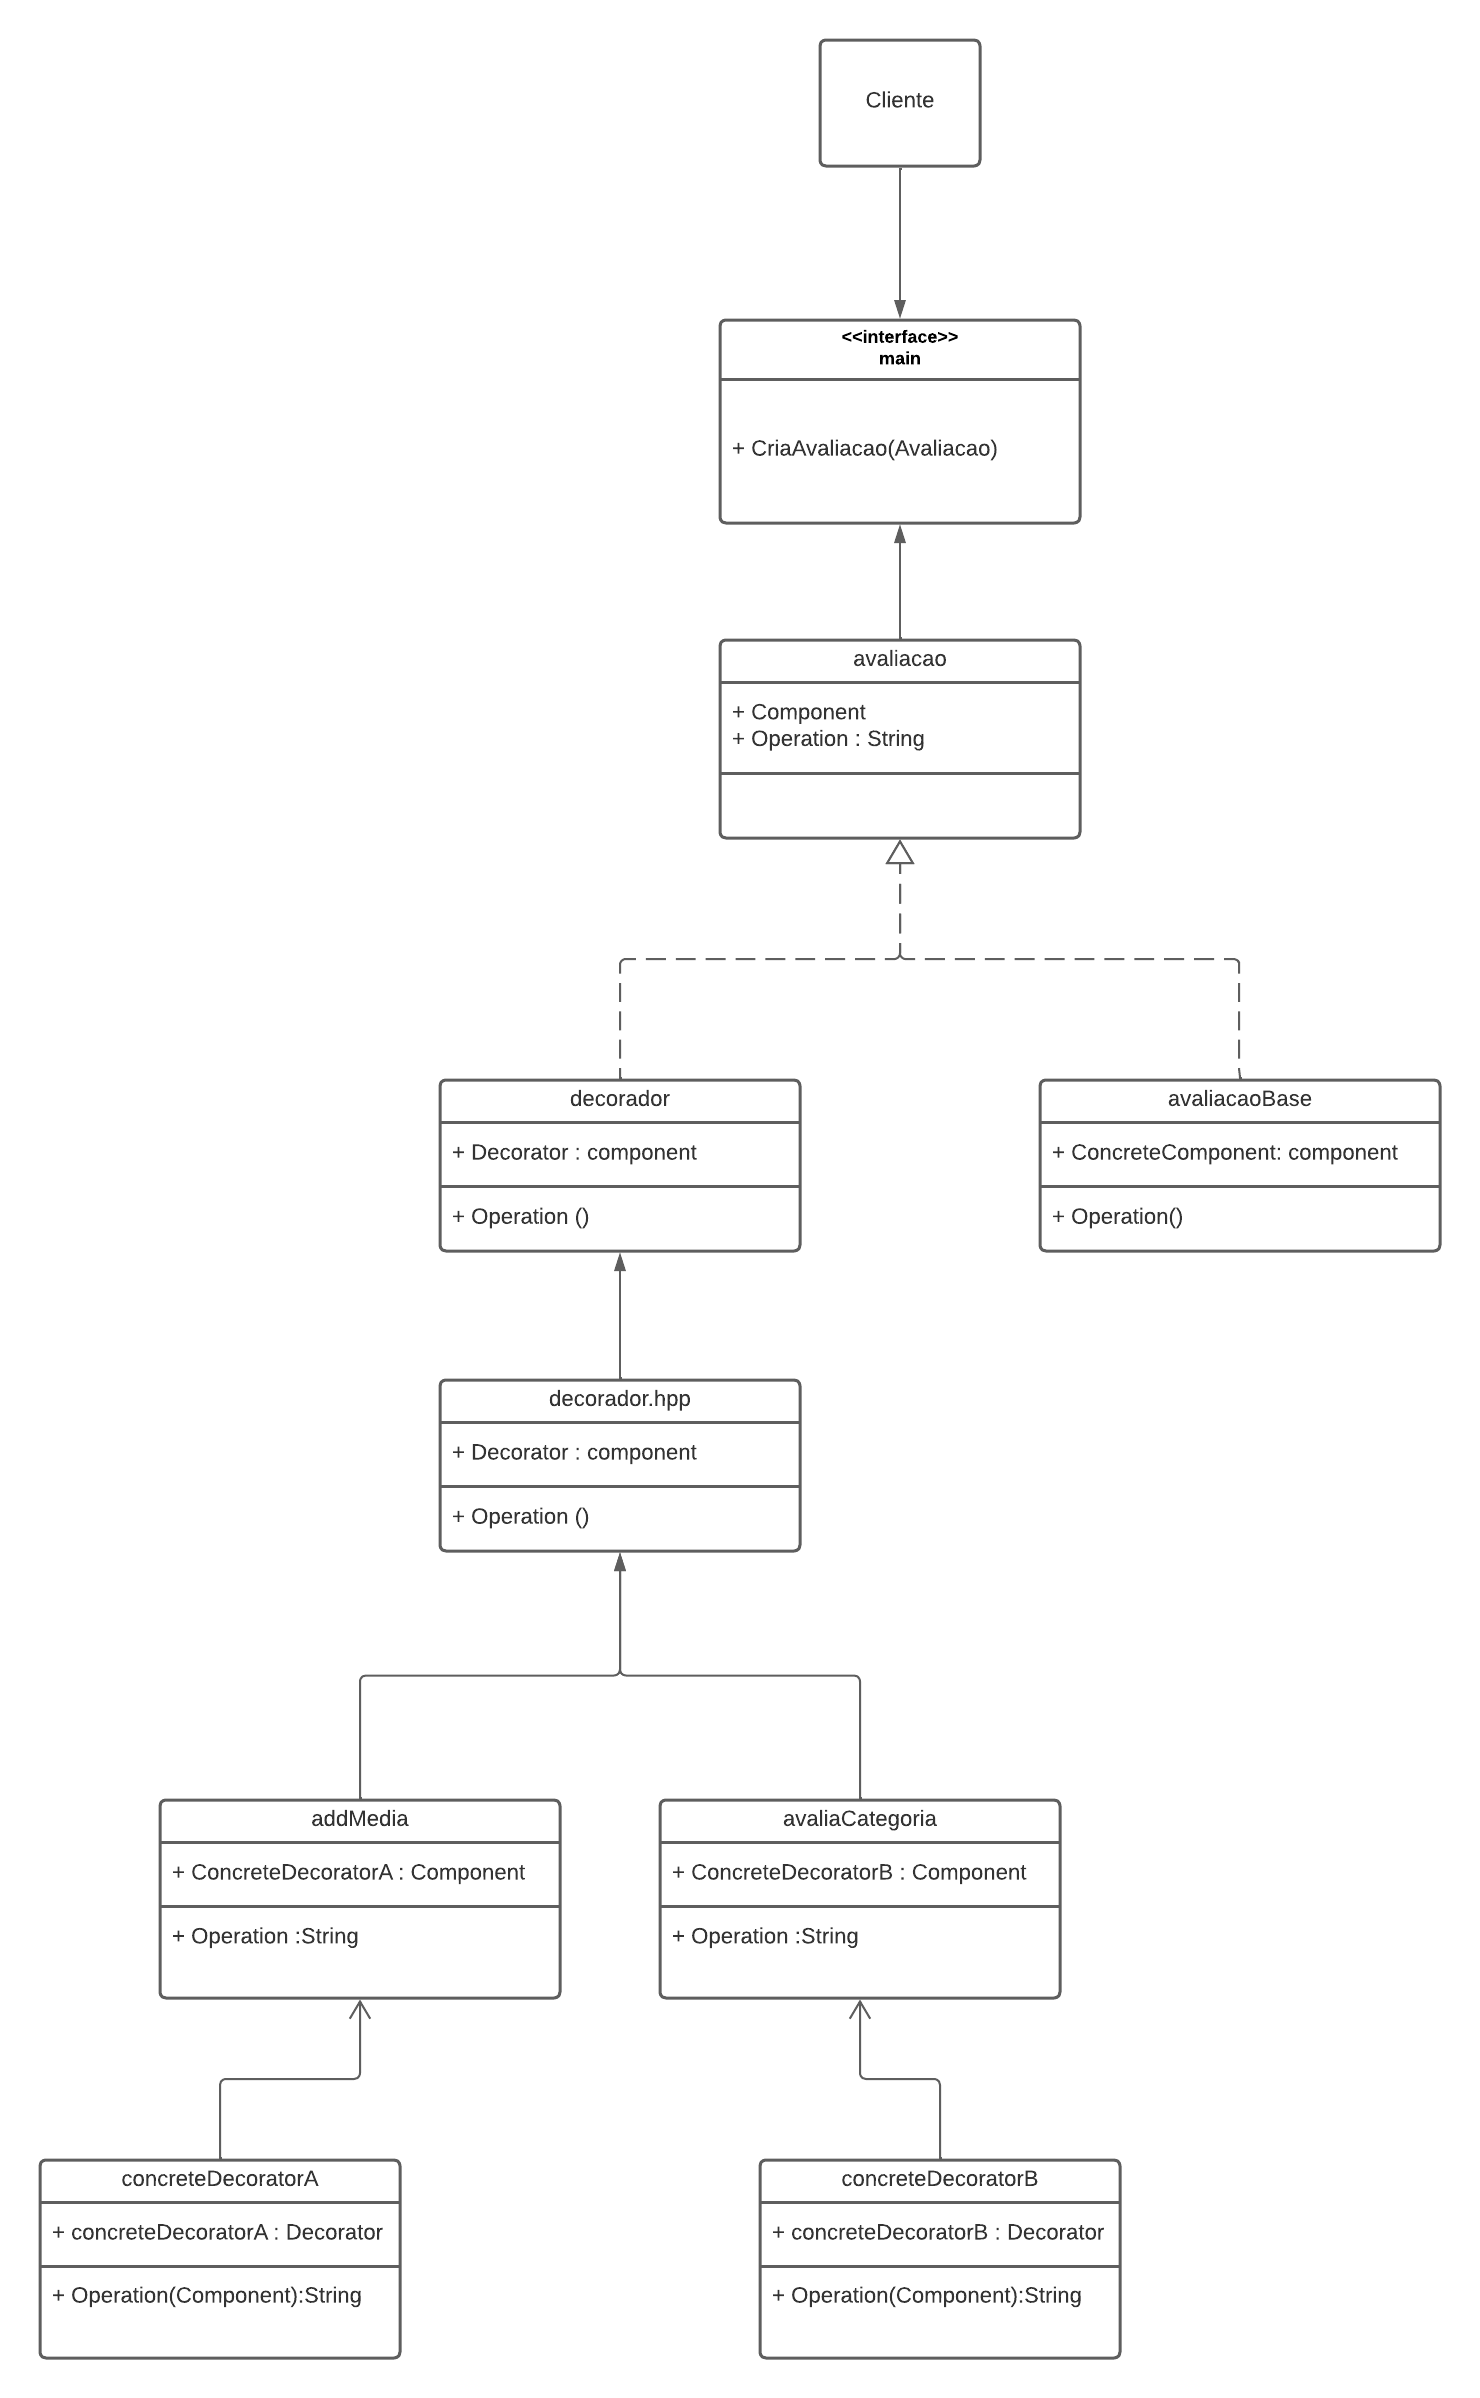 Cliente
<<interface>>
main
+ CriaAvaliacao(Avaliacao)
avaliacao
+ Component
+ Operation : String
decorador
+ Decorator : component
+ Operation ()
avaliacaoBase
+ ConcreteComponent: component
+ Operation()
decorador.hpp
+ Decorator : component
+ Operation ()
addMedia
+ ConcreteDecoratorA : Component
+ Operation :String
avaliaCategoria
+ ConcreteDecoratorB : Component
+ Operation :String
concreteDecoratorA
+ concreteDecoratorA : Decorator
+ Operation(Component):String
concreteDecoratorB
+ concreteDecoratorB : Decorator
+ Operation(Component):String